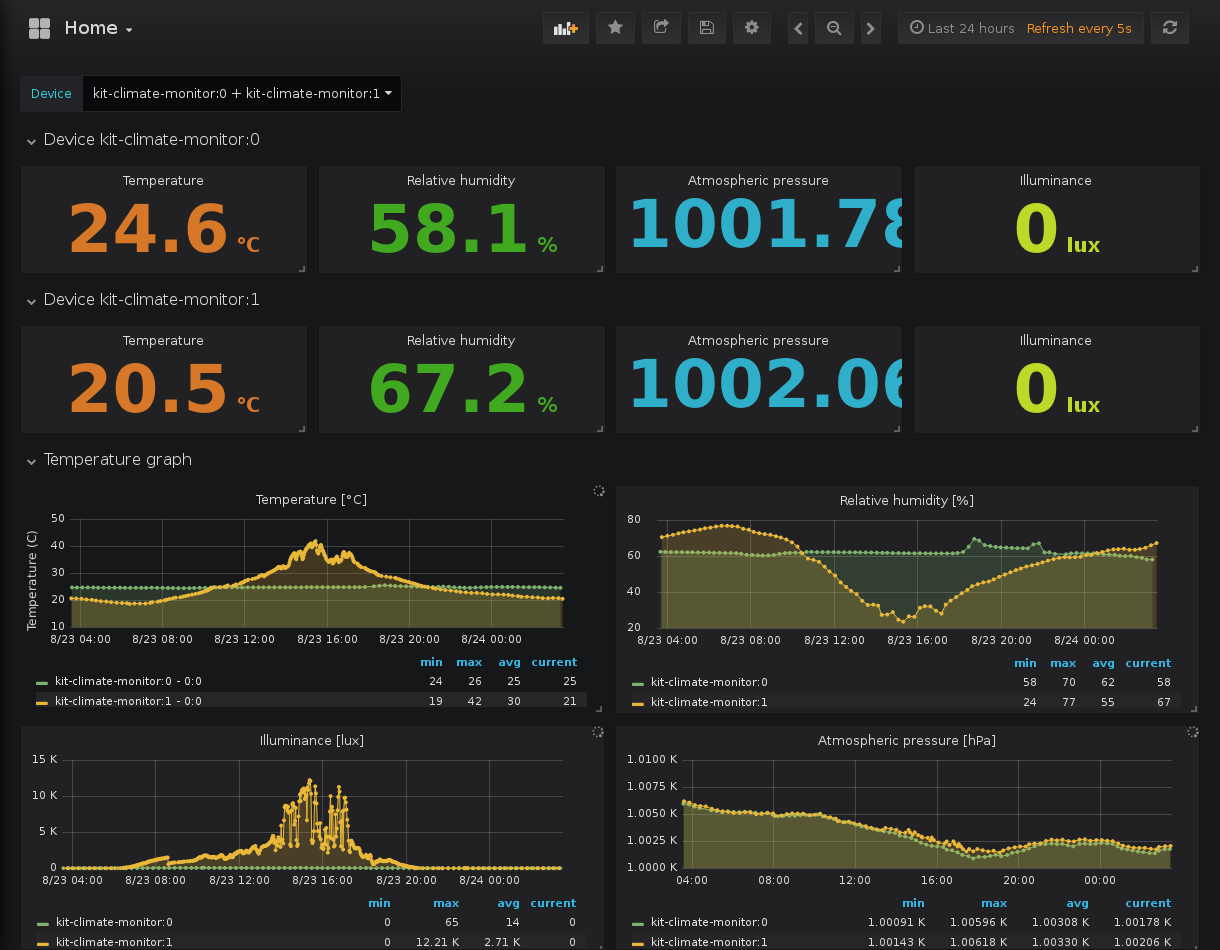 Home
Last 24 hours Refresh every 5s
Device kit-climate-monitor:0 + kit-climate-monitor:1
Device kit-climate-monitor:0
Temperature Relative humidity Atmospheric pressure Illuminance
24.6 °C 58.1 % 1001.78 0 lux
Device kit-climate-monitor:1
Temperature Relative humidity Atmospheric pressure Illuminance
20.5 °C 67.2 % 1002.06 0 lux
Temperature graph
Temperature [°C]
Temperature (C)
50
40
30
20
10
8/23 04:00 8/23 08:00 8/23 12:00 8/23 16:00 8/23 20:00 8/24 00:00
min max avg current
kit-climate-monitor:0 - 0:0 24 26 25 25
kit-climate-monitor:1 - 0:0 19 42 30 21
Relative humidity [%]
80
60
40
20
8/23 04:00 8/23 08:00 8/23 12:00 8/23 16:00 8/23 20:00 8/24 00:00
min max avg current
kit-climate-monitor:0 58 70 62 58
kit-climate-monitor:1 24 77 55 67
Illuminance [lux]
15 K
10 K
5 K
0
8/23 04:00 8/23 08:00 8/23 12:00 8/23 16:00 8/23 20:00 8/24 00:00
min max avg current
kit-climate-monitor:0 0 65 14 0
kit-climate-monitor:1 0 12.21 K 2.71 K 0
Atmospheric pressure [hPa]
1.0100 K
1.0075 K
1.0050 K
1.0025 K
1.0000 K
04:00 08:00 12:00 16:00 20:00 00:00
min max avg current
kit-climate-monitor:0 1.00091 K 1.00596 K 1.00308 K 1.00178 K
kit-climate-monitor:1 1.00143 K 1.00618 K 1.00330 K 1.00206 K